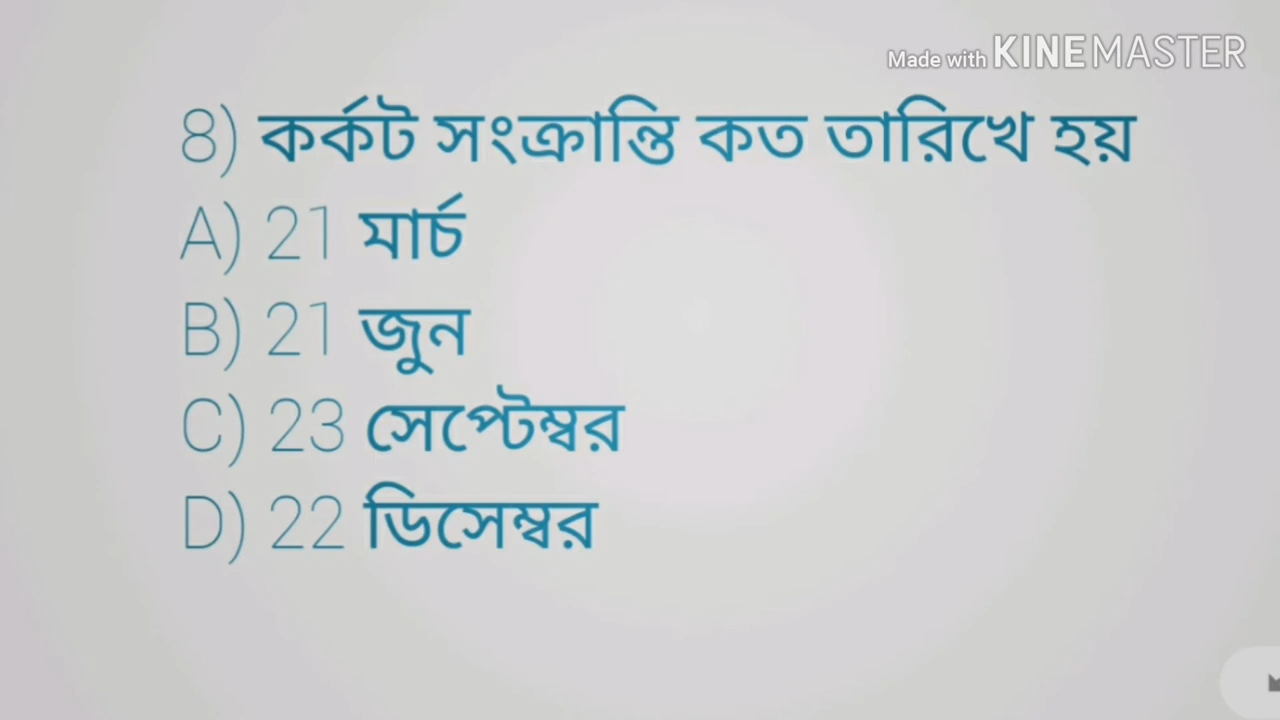 Made with KINEMASTER
8) কর্কট সংক্রান্তি কত তারিখে হয়
A) 21 মার্চ
B) 21 জুন
C) 23 সেপ্টেম্বর
D) 22 ডিসেম্বর